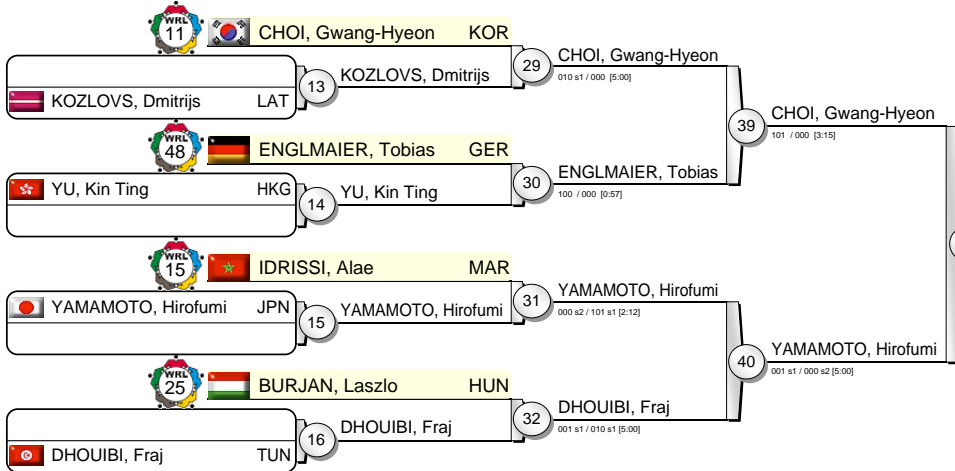 WRL
11
CHOI, Gwang-Hyeon KOR
29
CHOI, Gwang-Hyeon
010 s1 / 000 [5:00]
13
KOZLOVS, Dmitrijs
KOZLOVS, Dmitrijs LAT
39
CHOI, Gwang-Hyeon
101 / 000 [3:15]
WRL
48
ENGLMAIER, Tobias GER
30
ENGLMAIER, Tobias
100 / 000 [0:57]
YU, Kin Ting HKG
14
YU, Kin Ting
WRL
15
IDRISSI, Alae MAR
31
YAMAMOTO, Hirofumi
000 s2 / 101 s1 [2:12]
YAMAMOTO, Hirofumi JPN
15
YAMAMOTO, Hirofumi
40
YAMAMOTO, Hirofumi
001 s1 / 000 s2 [5:00]
WRL
25
BURJAN, Laszlo HUN
32
DHOUIBI, Fraj
001 s1 / 010 s1 [5:00]
16
DHOUIBI, Fraj
DHOUIBI, Fraj TUN